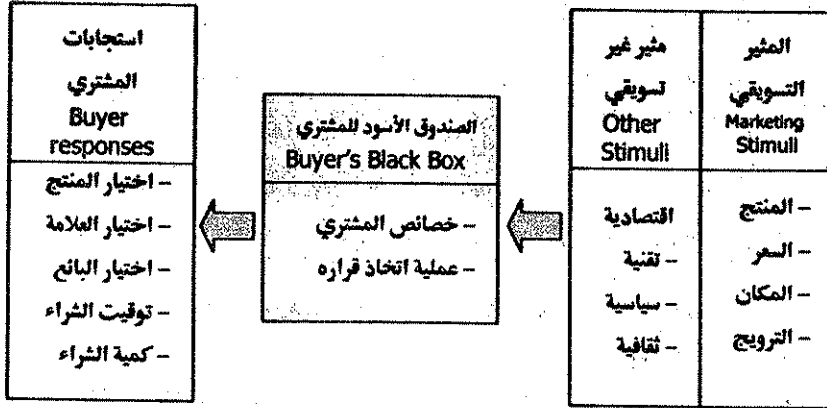 المثير
التسويقي
Marketing
Stimuli
– المنتج
– السعر
– المكان
– الترويج
مثير غير
تسويقي
Other
Stimuli
اقتصادية
– تقنية
– سياسية
– ثقافية
الصندوق الأسود للمشتري
Buyer's Black Box
– خصائص المشتري
– عملية اتخاذ قراره
استجابات
المشتري
Buyer
responses
– اختيار المنتج
– اختيار العلامة
– اختيار البائع
– توقيت الشراء
– كمية الشراء